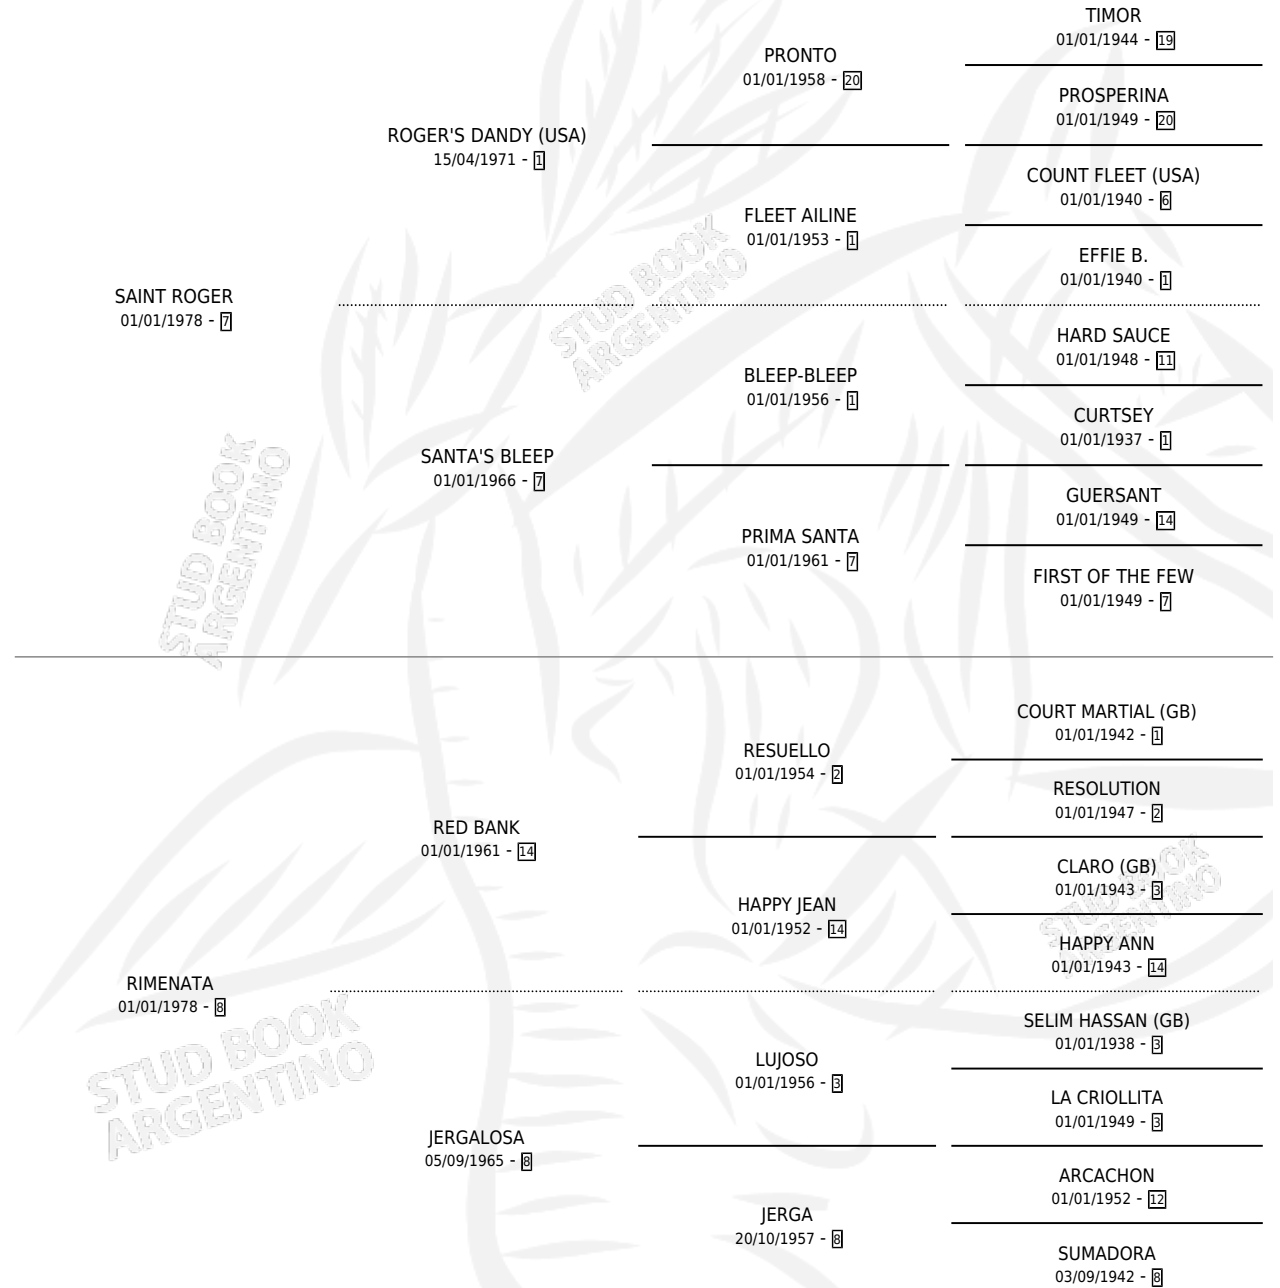 TIMOR
01/01/1944 - 19
PRONTO
01/01/1958 - 20
PROSPERINA
01/01/1949 - 20
ROGER'S DANDY (USA)
15/04/1971 - 1
COUNT FLEET (USA)
01/01/1940 - 6
FLEET AILINE
01/01/1953 - 1
EFFIE B.
01/01/1940 - 1
STUD BOOK
ARGENTINO
SAINT ROGER
01/01/1978 - 7
HARD SAUCE
01/01/1948 - 11
BLEEP-BLEEP
01/01/1956 - 1
CURTSEY
01/01/1937 - 1
SANTA'S BLEEP
01/01/1966 - 7
GUERSANT
01/01/1949 - 14
PRIMA SANTA
01/01/1961 - 7
FIRST OF THE FEW
01/01/1949 - 7
STUD BOOK
ARGENTINO
COURT MARTIAL (GB)
01/01/1942 - 1
RESUELLO
01/01/1954 - 2
RESOLUTION
01/01/1947 - 2
RED BANK
01/01/1961 - 14
CLARO (GB)
01/01/1943 - 3
HAPPY JEAN
01/01/1952 - 14
HAPPY ANN
01/01/1943 - 14
STUD BOOK
ARGENTINO
RIMENATA
01/01/1978 - 8
SELIM HASSAN (GB)
01/01/1938 - 3
LUJOSO
01/01/1956 - 3
LA CRIOLLITA
01/01/1949 - 3
JERGALOSA
05/09/1965 - 8
ARCACHON
01/01/1952 - 12
JERGA
20/10/1957 - 8
SUMADORA
03/09/1942 - 8
STUD BOOK
ARGENTINO